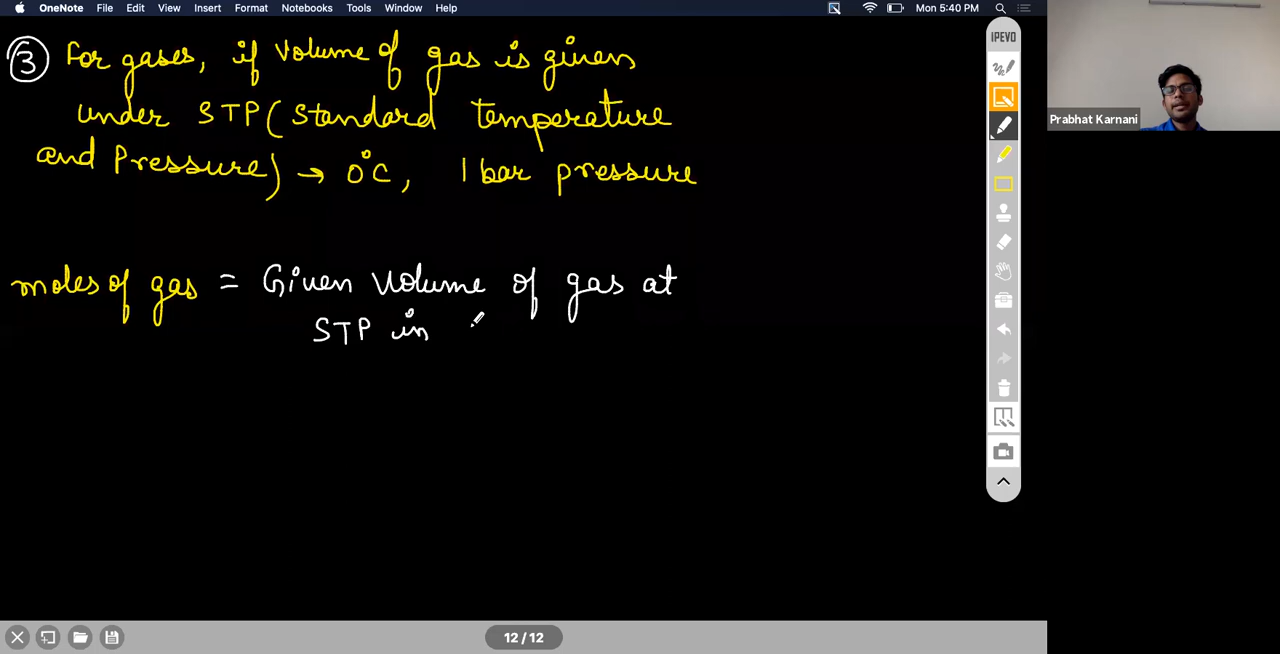 OneNote File Edit View Insert Format Notebooks Tools Window Help Mon 5:40 PM
IPEVO
Prabhat Karnani
3 For gases, if volume of gas is given
under STP (Standard temperature
and Pressure) → 0°C, 1 bar pressure
moles of gas = Given volume of gas at
STP in
12 / 12